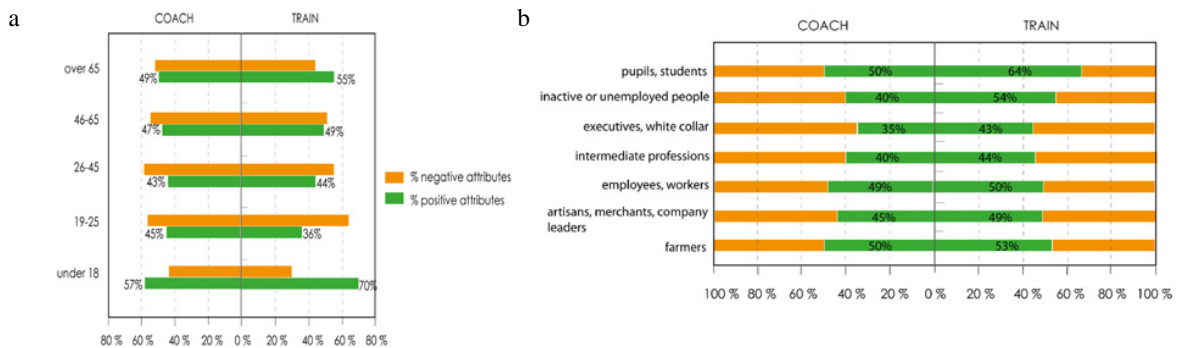 a
COACH TRAIN
over 65
49% 55%
46-65
47% 49%
26-45
43% 44%
19-25
45% 36%
under 18
57% 70%
80 % 60 % 40 % 20 % 0 % 20 % 40 % 60 % 80 %
% negative attributes
% positive attributes
b
COACH TRAIN
pupils, students 50% 64%
inactive or unemployed people 40% 54%
executives, white collar 35% 43%
intermediate professions 40% 44%
employees, workers 49% 50%
artisans, merchants, company
leaders 45% 49%
farmers 50% 53%
100 % 80 % 60 % 40 % 20 % 0 % 20 % 40 % 60 % 80 % 100 %